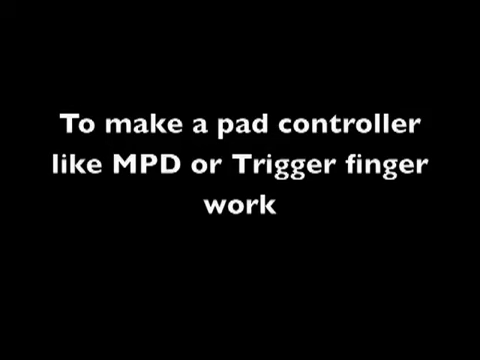 To make a pad controller
like MPD or Trigger finger
work